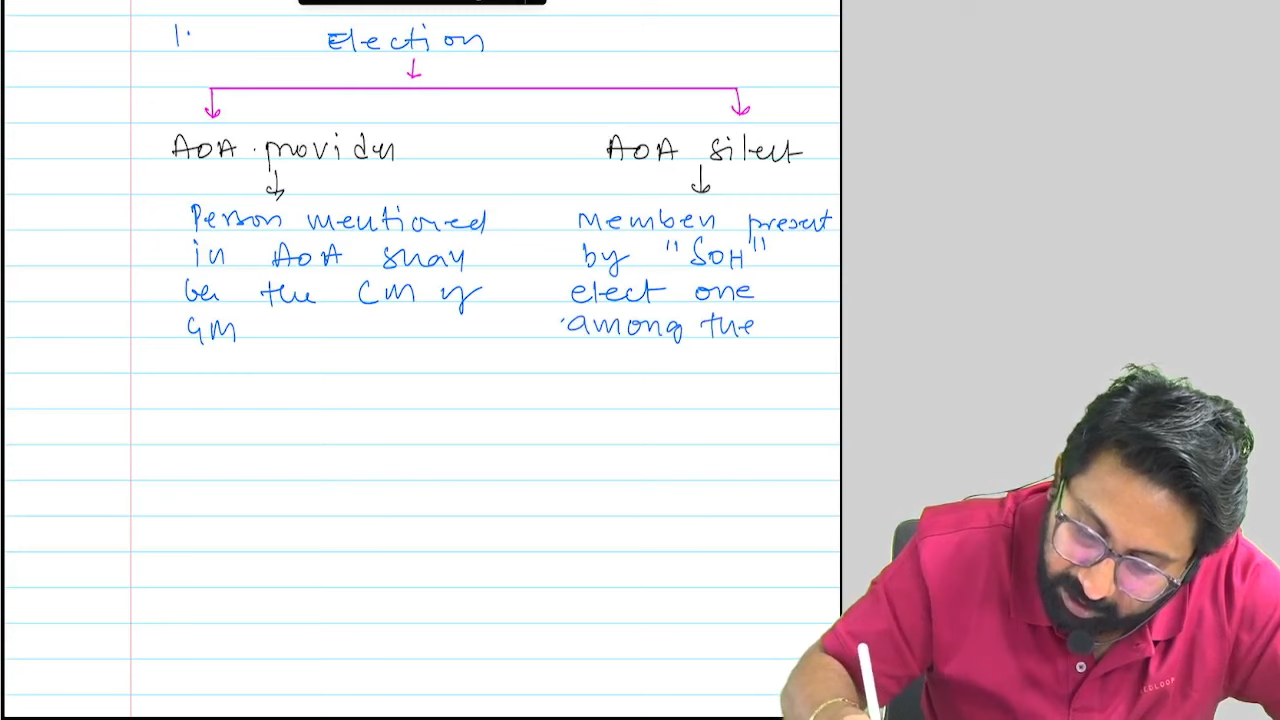 1. Election
AOA provides AOA silent
Person mentioned member present
in AOA shay by "SOH"
be the CM of elect one
GM among the